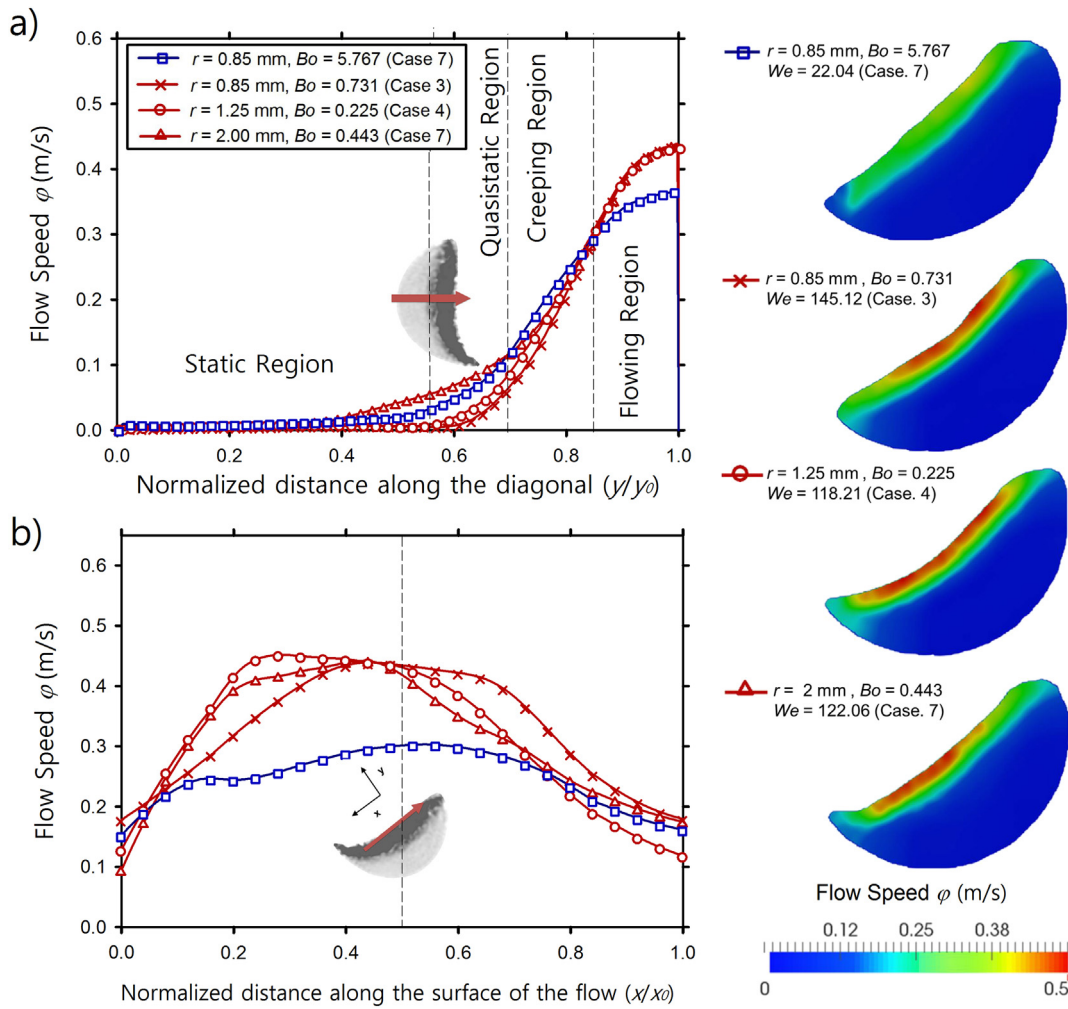 a)
0.6
0.5
0.4
0.3
0.2
0.1
0.0
Flow Speed φ (m/s)
r = 0.85 mm, Bo = 5.767 (Case 7)
r = 0.85 mm, Bo = 0.731 (Case 3)
r = 1.25 mm, Bo = 0.225 (Case 4)
r = 2.00 mm, Bo = 0.443 (Case 7)
Static Region
Quasistatic Region
Creeping Region
Flowing Region
0.0 0.2 0.4 0.6 0.8 1.0
Normalized distance along the diagonal (y/y₀)
b)
0.6
0.5
0.4
0.3
0.2
0.1
0.0
Flow Speed φ (m/s)
y
x
0.0 0.2 0.4 0.6 0.8 1.0
Normalized distance along the surface of the flow (x/x₀)
r = 0.85 mm, Bo = 5.767
We = 22.04 (Case. 7)
r = 0.85 mm , Bo = 0.731
We = 145.12 (Case. 3)
r = 1.25 mm, Bo = 0.225
We = 118.21 (Case. 4)
r = 2 mm , Bo = 0.443
We = 122.06 (Case. 7)
Flow Speed φ (m/s)
0.12 0.25 0.38
0 0.5